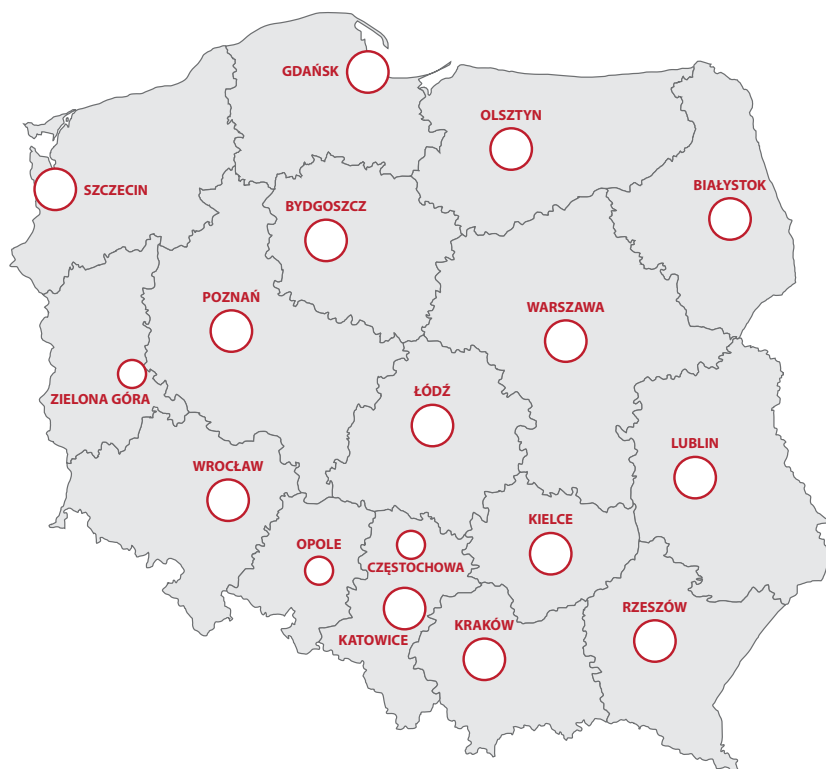 GDAŃSK
OLSZTYN
BIAŁYSTOK
SZCZECIN
BYDGOSZCZ
POZNAŃ
WARSZAWA
ZIELONA GÓRA
ŁÓDŹ
LUBLIN
WROCŁAW
KIELCE
OPOLE
CZĘSTOCHOWA
RZESZÓW
KRAKÓW
KATOWICE